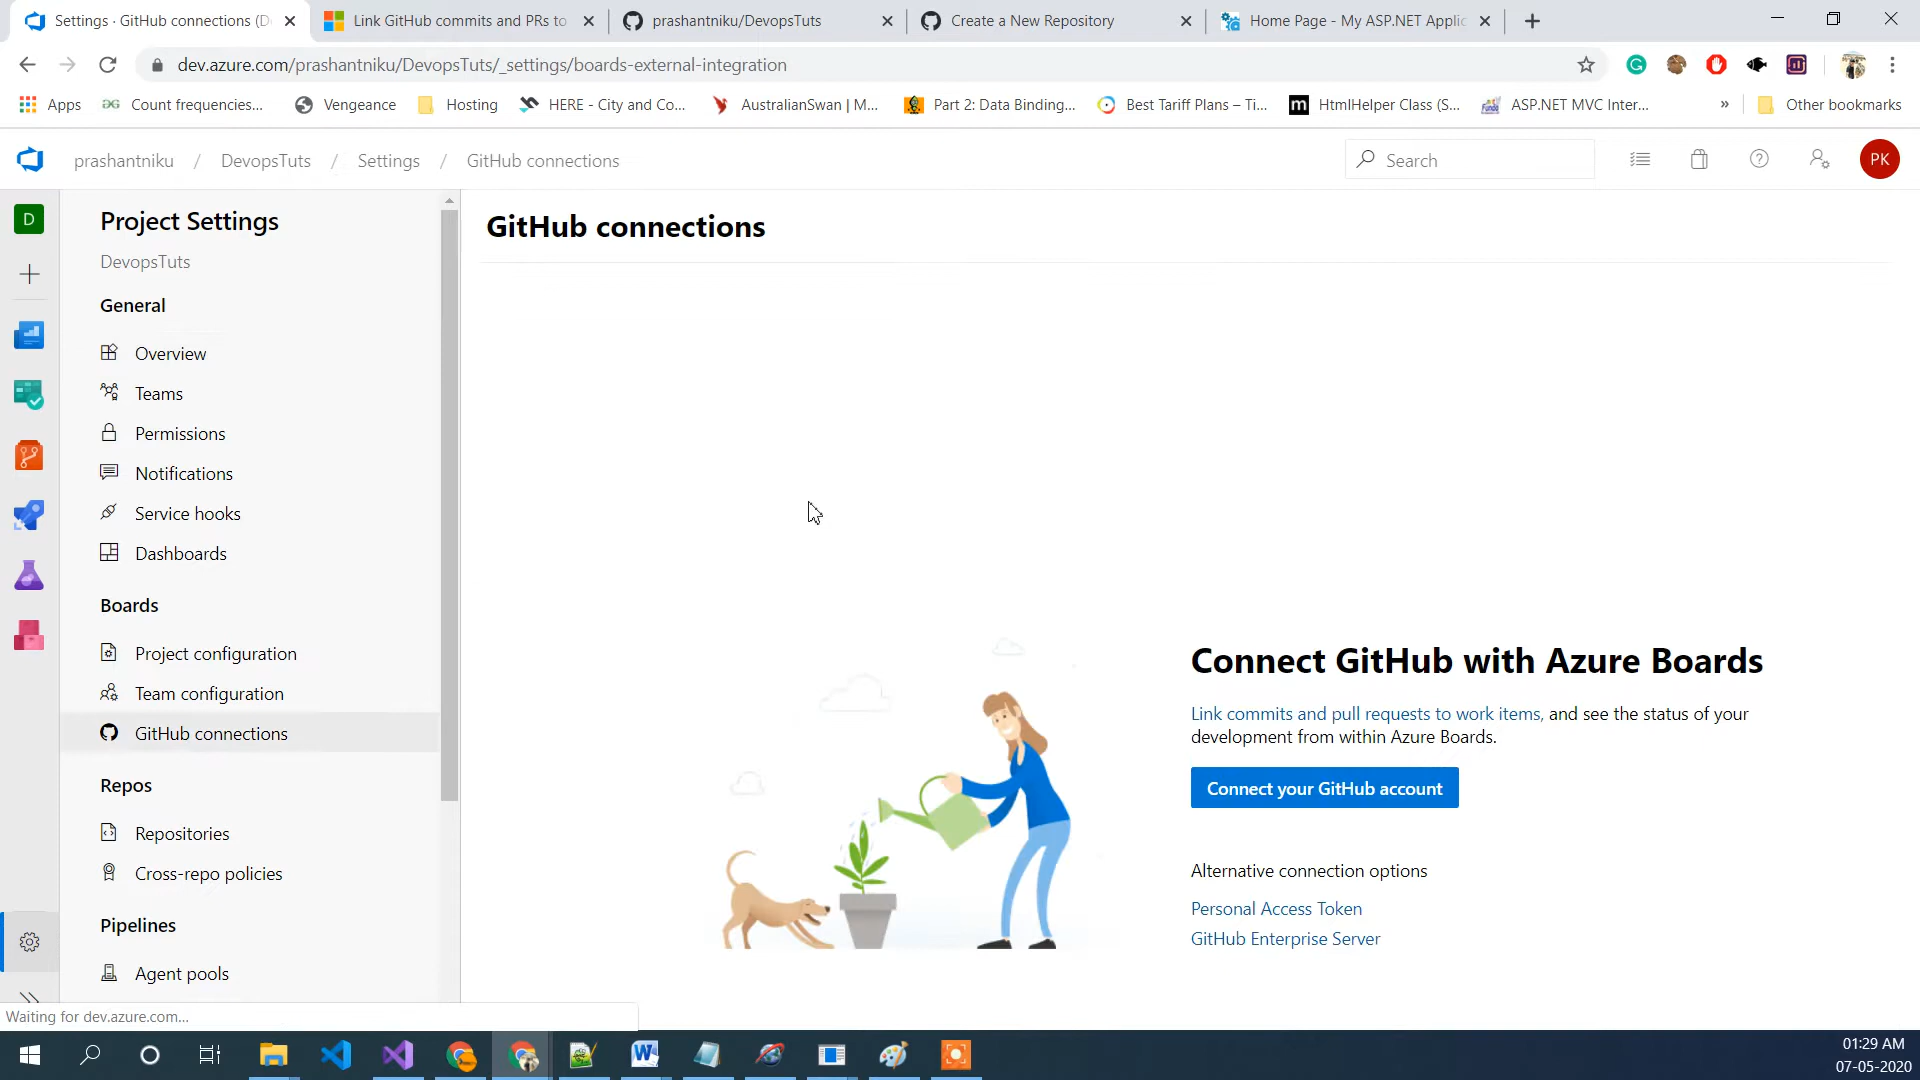 Settings · GitHub connections (D
Link GitHub commits and PRs to
prashantniku/DevopsTuts
Create a New Repository
Home Page - My ASP.NET Applic
dev.azure.com/prashantniku/DevopsTuts/_settings/boards-external-integration
Apps
Count frequencies...
Vengeance
Hosting
HERE - City and Co...
AustralianSwan | M...
Part 2: Data Binding...
Best Tariff Plans – Ti...
HtmlHelper Class (S...
ASP.NET MVC Inter...
»
Other bookmarks
prashantniku / DevopsTuts / Settings / GitHub connections
Search
PK
D
Project Settings
DevopsTuts
General
Overview
Teams
Permissions
Notifications
Service hooks
Dashboards
Boards
Project configuration
Team configuration
GitHub connections
Repos
Repositories
Cross-repo policies
Pipelines
Agent pools
GitHub connections
Connect GitHub with Azure Boards
Link commits and pull requests to work items, and see the status of your
development from within Azure Boards.
Connect your GitHub account
Alternative connection options
Personal Access Token
GitHub Enterprise Server
Waiting for dev.azure.com...
01:29 AM
07-05-2020